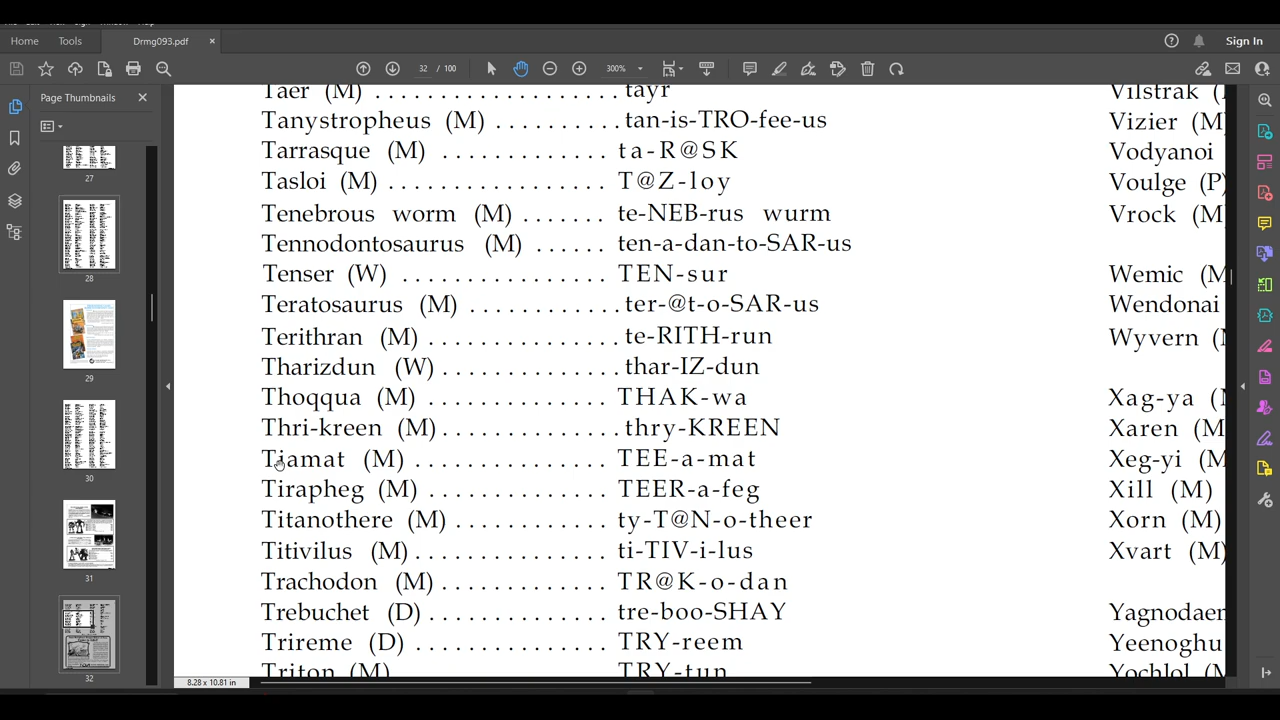 Home Tools Drmg093.pdf × Sign In
32 / 100 300%
Page Thumbnails
27
28
29
30
31
32
Taer (M) . . . . . . . . . . . . . . . . . . . . tayr
Tanystropheus (M) . . . . . . . . . . tan-is-TRO-fee-us
Tarrasque (M) . . . . . . . . . . . . . ta-R@SK
Tasloi (M) . . . . . . . . . . . . . . . . . T@Z-loy
Tenebrous worm (M) . . . . . . . te-NEB-rus wurm
Tennodontosaurus (M) . . . . . . ten-a-dan-to-SAR-us
Tenser (W) . . . . . . . . . . . . . . . . TEN-sur
Teratosaurus (M) . . . . . . . . . . . . ter-@t-o-SAR-us
Terithran (M) . . . . . . . . . . . . . . . te-RITH-run
Tharizdun (W) . . . . . . . . . . . . . . thar-IZ-dun
Thoqqua (M) . . . . . . . . . . . . . . THAK-wa
Thri-kreen (M) . . . . . . . . . . . . . . thry-KREEN
Tiamat (M) . . . . . . . . . . . . . . . TEE-a-mat
Tirapheg (M) . . . . . . . . . . . . . . TEER-a-feg
Titanothere (M) . . . . . . . . . . . . ty-T@N-o-theer
Titivilus (M) . . . . . . . . . . . . . . . ti-TIV-i-lus
Trachodon (M) . . . . . . . . . . . . . TR@K-o-dan
Trebuchet (D) . . . . . . . . . . . . . . tre-boo-SHAY
Trireme (D) . . . . . . . . . . . . . . . TRY-reem
Triton (M) . . . . . . . . . . . . . . . . TRY-tun
Vilstrak (
Vizier (M)
Vodyanoi
Voulge (P)
Vrock (M)
Wemic (M
Wendonai
Wyvern (
Xag-ya (
Xaren (M
Xeg-yi (M
Xill (M)
Xorn (M)
Xvart (M)
Yagnodaem
Yeenoghu
Yochlol (M
8.28 x 10.81 in